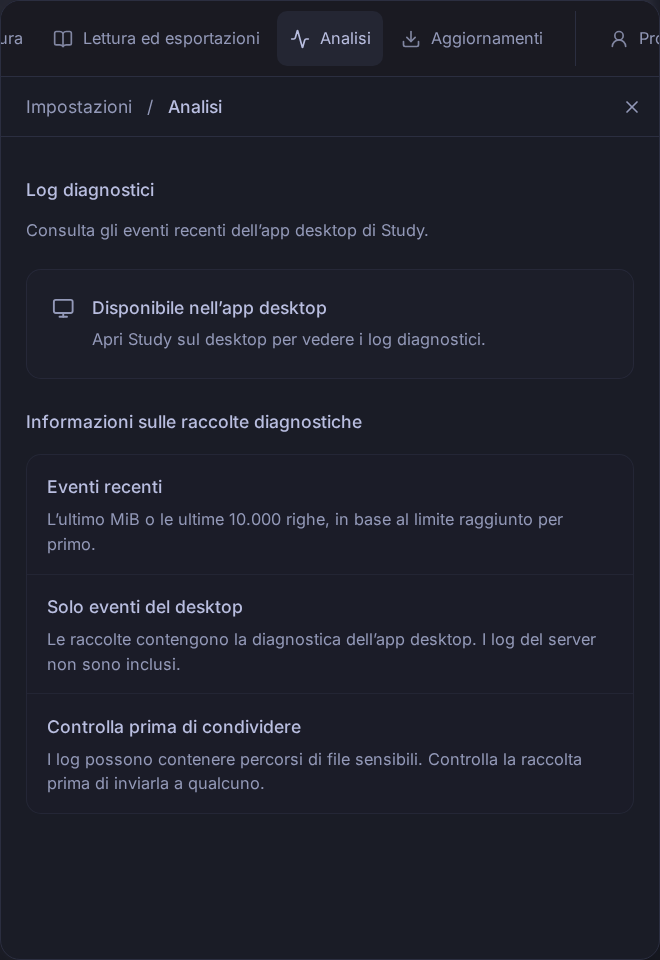 ura
Lettura ed esportazioni
Analisi
Aggiornamenti
Pro
Impostazioni / Analisi
Log diagnostici
Consulta gli eventi recenti dell’app desktop di Study.
Disponibile nell’app desktop
Apri Study sul desktop per vedere i log diagnostici.
Informazioni sulle raccolte diagnostiche
Eventi recenti
L’ultimo MiB o le ultime 10.000 righe, in base al limite raggiunto per
primo.
Solo eventi del desktop
Le raccolte contengono la diagnostica dell’app desktop. I log del server
non sono inclusi.
Controlla prima di condividere
I log possono contenere percorsi di file sensibili. Controlla la raccolta
prima di inviarla a qualcuno.